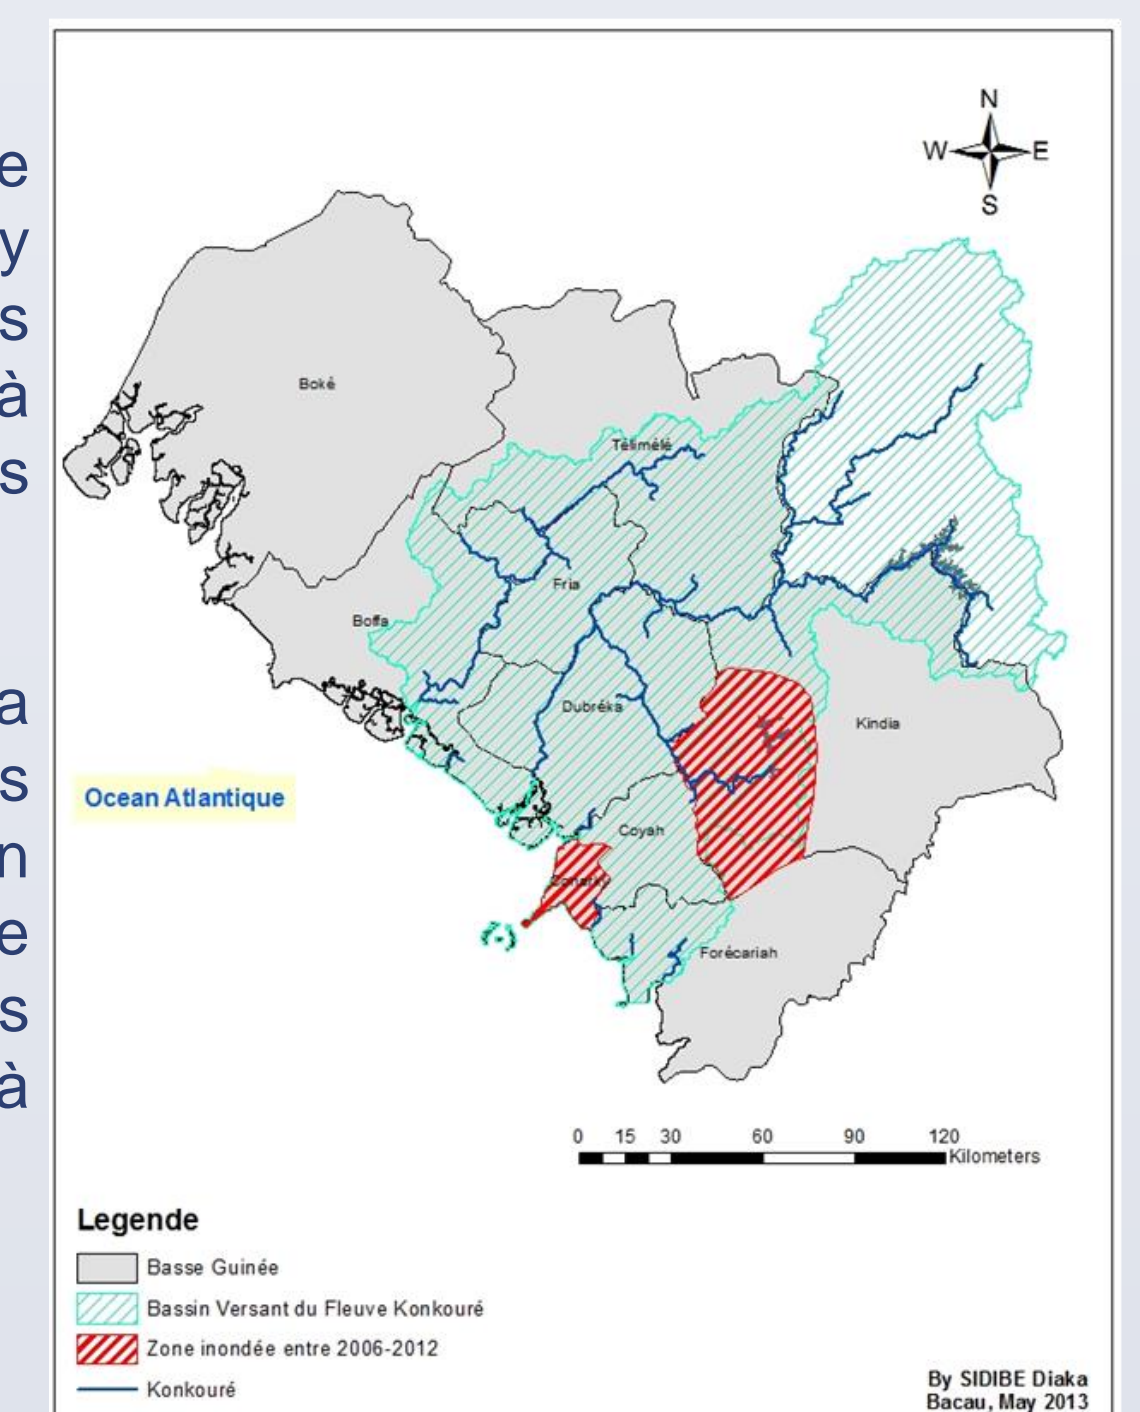 e
y
s
à
s
a
s
n
e
s
à
N
W E
S
Boké
Télimélé
Fria
Boffa
Dubréka
Kindia
Ocean Atlantique
Coyah
Forécariah
0 15 30 60 90 120
Kilometers
Legende
Basse Guinée
Bassin Versant du Fleuve Konkouré
Zone inondée entre 2006-2012
Konkouré
By SIDIBE Diaka
Bacau, May 2013